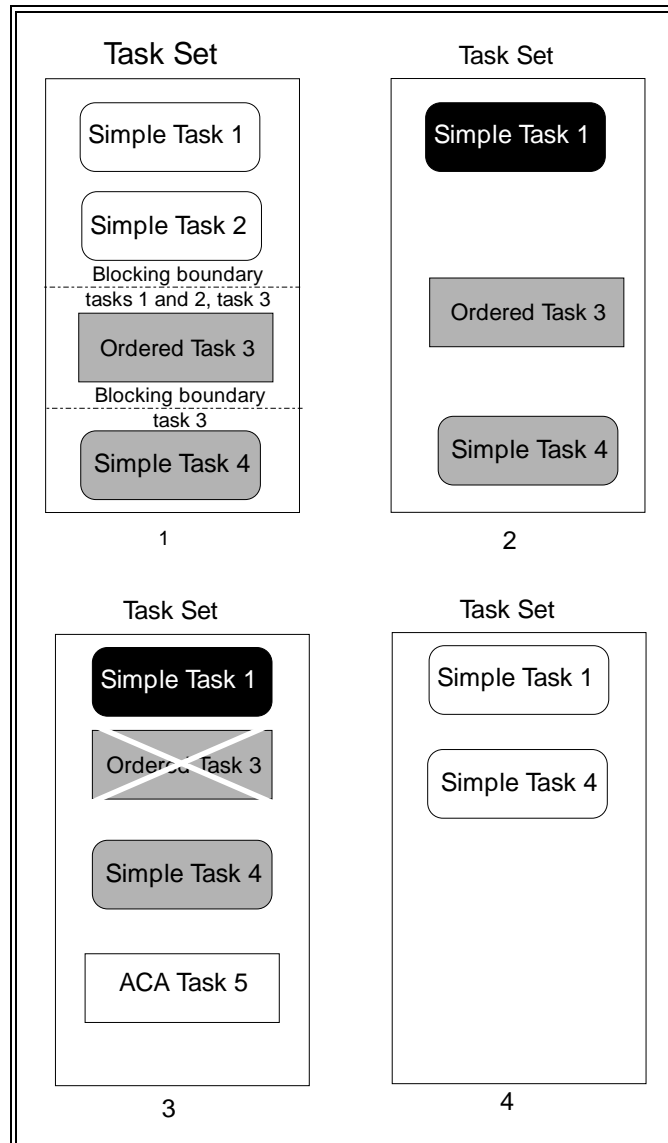 Task Set
Simple Task 1
Simple Task 2
Blocking boundary
tasks 1 and 2, task 3
Ordered Task 3
Blocking boundary
task 3
Simple Task 4
1
Task Set
Simple Task 1
Ordered Task 3
Simple Task 4
2
Task Set
Simple Task 1
Ordered Task 3
Simple Task 4
ACA Task 5
3
Task Set
Simple Task 1
Simple Task 4
4